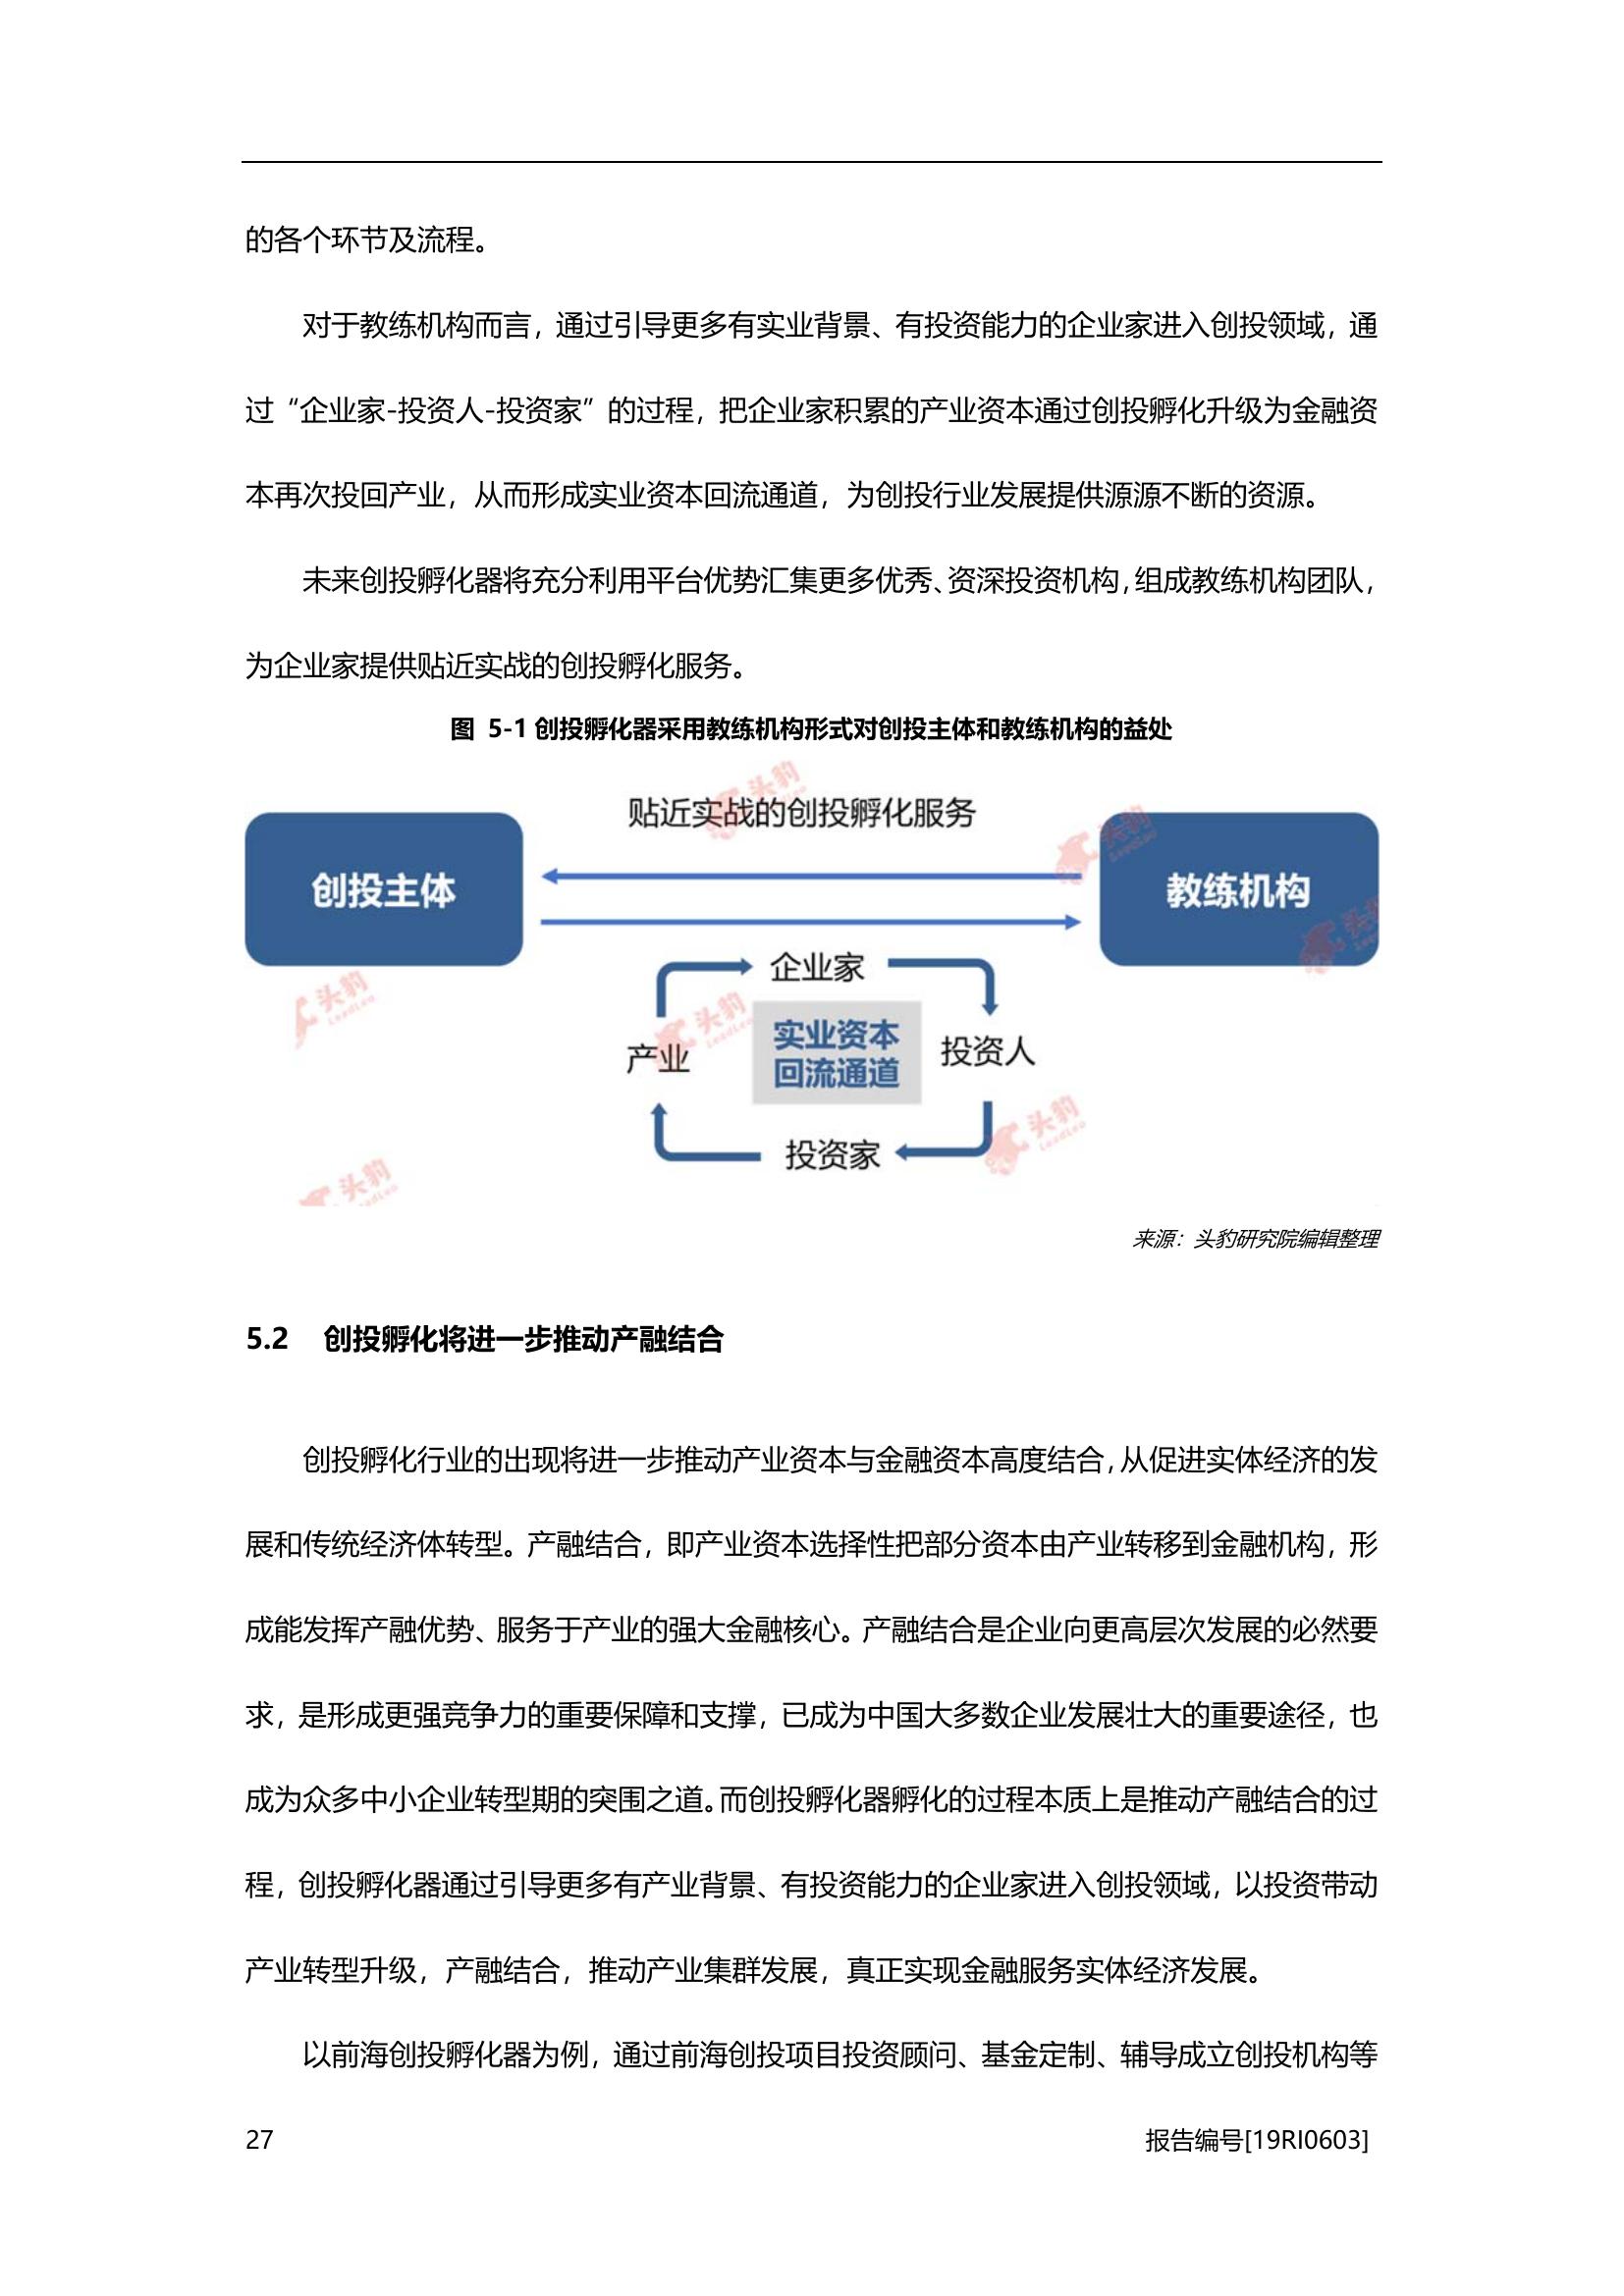 的各个环节及流程。
对于教练机构而言，通过引导更多有实业背景、有投资能力的企业家进入创投领域，通
过“企业家-投资人-投资家”的过程，把企业家积累的产业资本通过创投孵化升级为金融资
本再次投回产业，从而形成实业资本回流通道，为创投行业发展提供源源不断的资源。
未来创投孵化器将充分利用平台优势汇集更多优秀、资深投资机构，组成教练机构团队，
为企业家提供贴近实战的创投孵化服务。
图 5-1 创投孵化器采用教练机构形式对创投主体和教练机构的益处
贴近实战的创投孵化服务
创投主体
教练机构
企业家
产业
实业资本
回流通道
投资人
投资家
头豹
LeadLeo
头豹
LeadLeo
头豹
头豹
LeadLeo
头豹
LeadLeo
头豹
LeadLeo
头豹
来源：头豹研究院编辑整理
5.2 创投孵化将进一步推动产融结合
创投孵化行业的出现将进一步推动产业资本与金融资本高度结合，从促进实体经济的发
展和传统经济体转型。产融结合，即产业资本选择性把部分资本由产业转移到金融机构，形
成能发挥产融优势、服务于产业的强大金融核心。产融结合是企业向更高层次发展的必然要
求，是形成更强竞争力的重要保障和支撑，已成为中国大多数企业发展壮大的重要途径，也
成为众多中小企业转型期的突围之道。而创投孵化器孵化的过程本质上是推动产融结合的过
程，创投孵化器通过引导更多有产业背景、有投资能力的企业家进入创投领域，以投资带动
产业转型升级，产融结合，推动产业集群发展，真正实现金融服务实体经济发展。
以前海创投孵化器为例，通过前海创投项目投资顾问、基金定制、辅导成立创投机构等
27
报告编号[19RI0603]